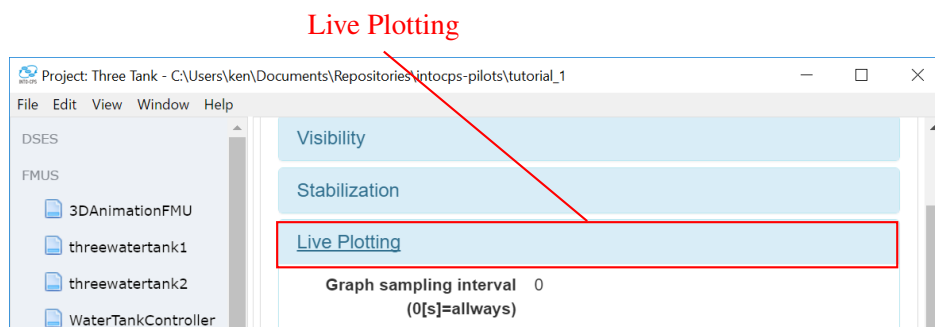 Live Plotting
Project: Three Tank - C:\Users\ken\Documents\Repositories\intocps-pilots\tutorial_1
File Edit View Window Help
DSES
FMUS
3DAnimationFMU
threewatertank1
threewatertank2
WaterTankController
Visibility
Stabilization
Live Plotting
Graph sampling interval 0
(0[s]=allways)